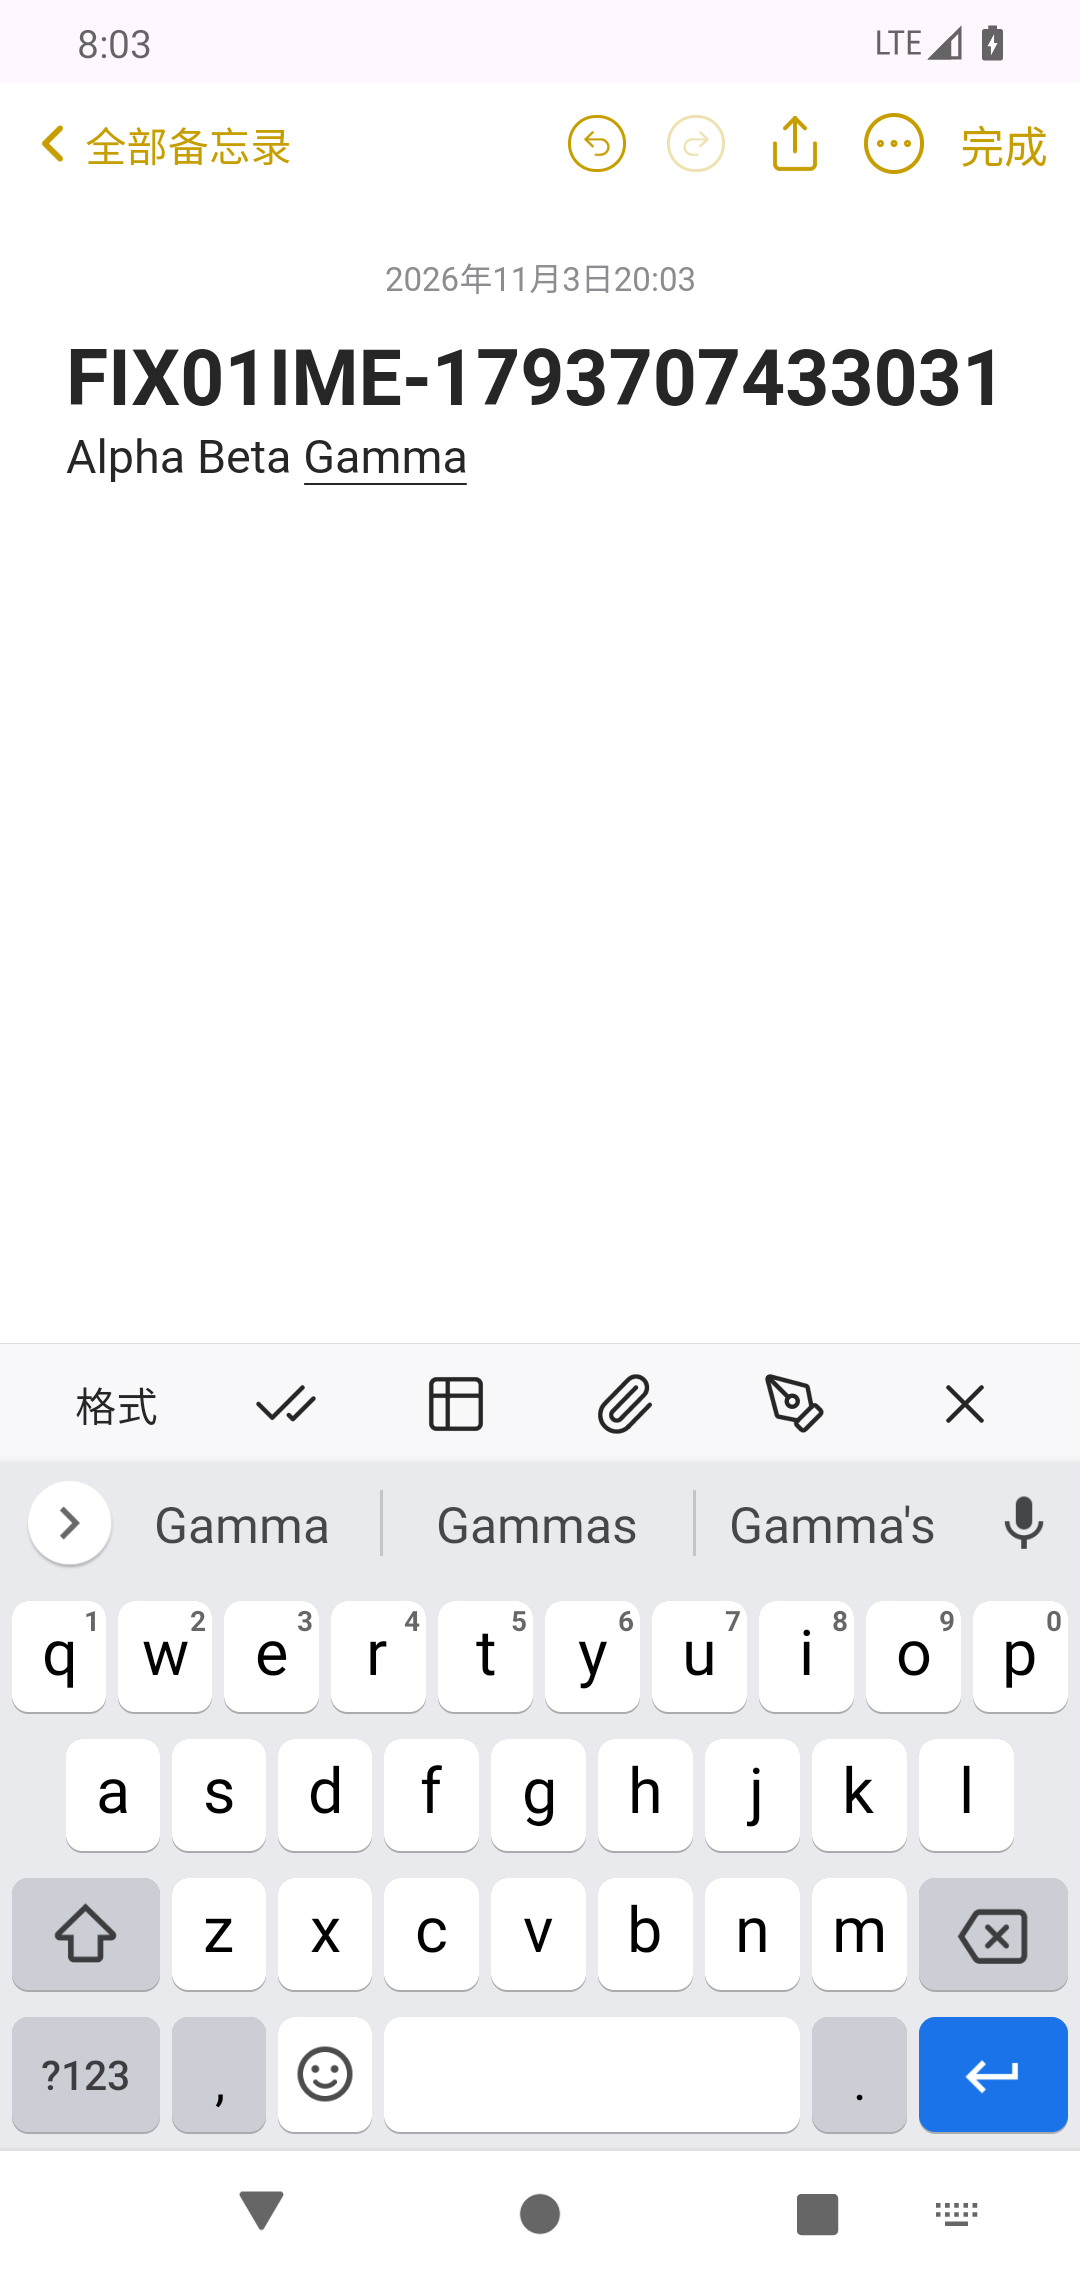 8:03
LTE
全部备忘录
完成
2026年11月3日20:03
FIX01IME-1793707433031
Alpha Beta Gamma
格式
Gamma Gammas Gamma's
1 2 3 4 5 6 7 8 9 0
q w e r t y u i o p
a s d f g h j k l
z x c v b n m
?123 , .